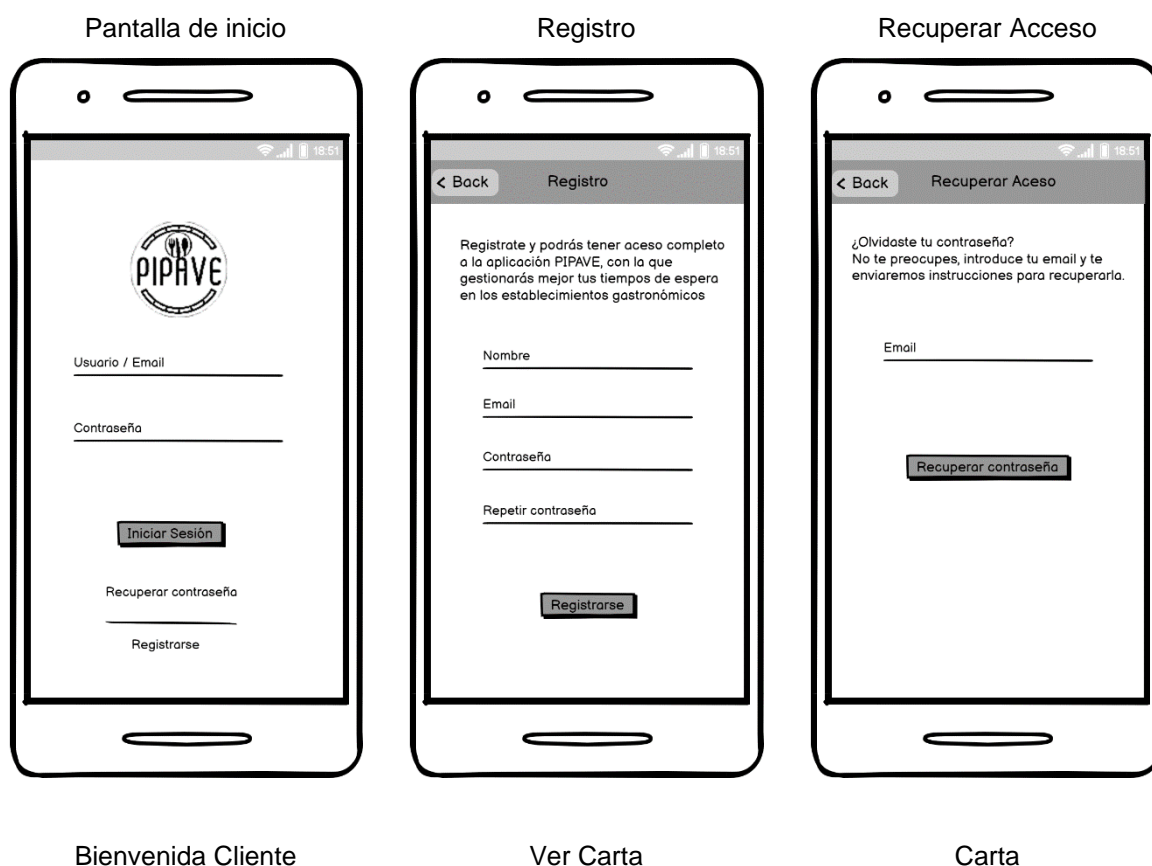 Pantalla de inicio
Registro
Recuperar Acceso
18:51
PIPAVE
Usuario / Email
Contraseña
Iniciar Sesión
Recuperar contraseña
Registrarse
18:51
< Back
Registro
Registrate y podrás tener aceso completo
a la aplicación PIPAVE, con la que
gestionarás mejor tus tiempos de espera
en los establecimientos gastronómicos
Nombre
Email
Contraseña
Repetir contraseña
Registrarse
18:51
< Back
Recuperar Aceso
¿Olvidaste tu contraseña?
No te preocupes, introduce tu email y te
enviaremos instrucciones para recuperarla.
Email
Recuperar contraseña
Bienvenida Cliente
Ver Carta
Carta